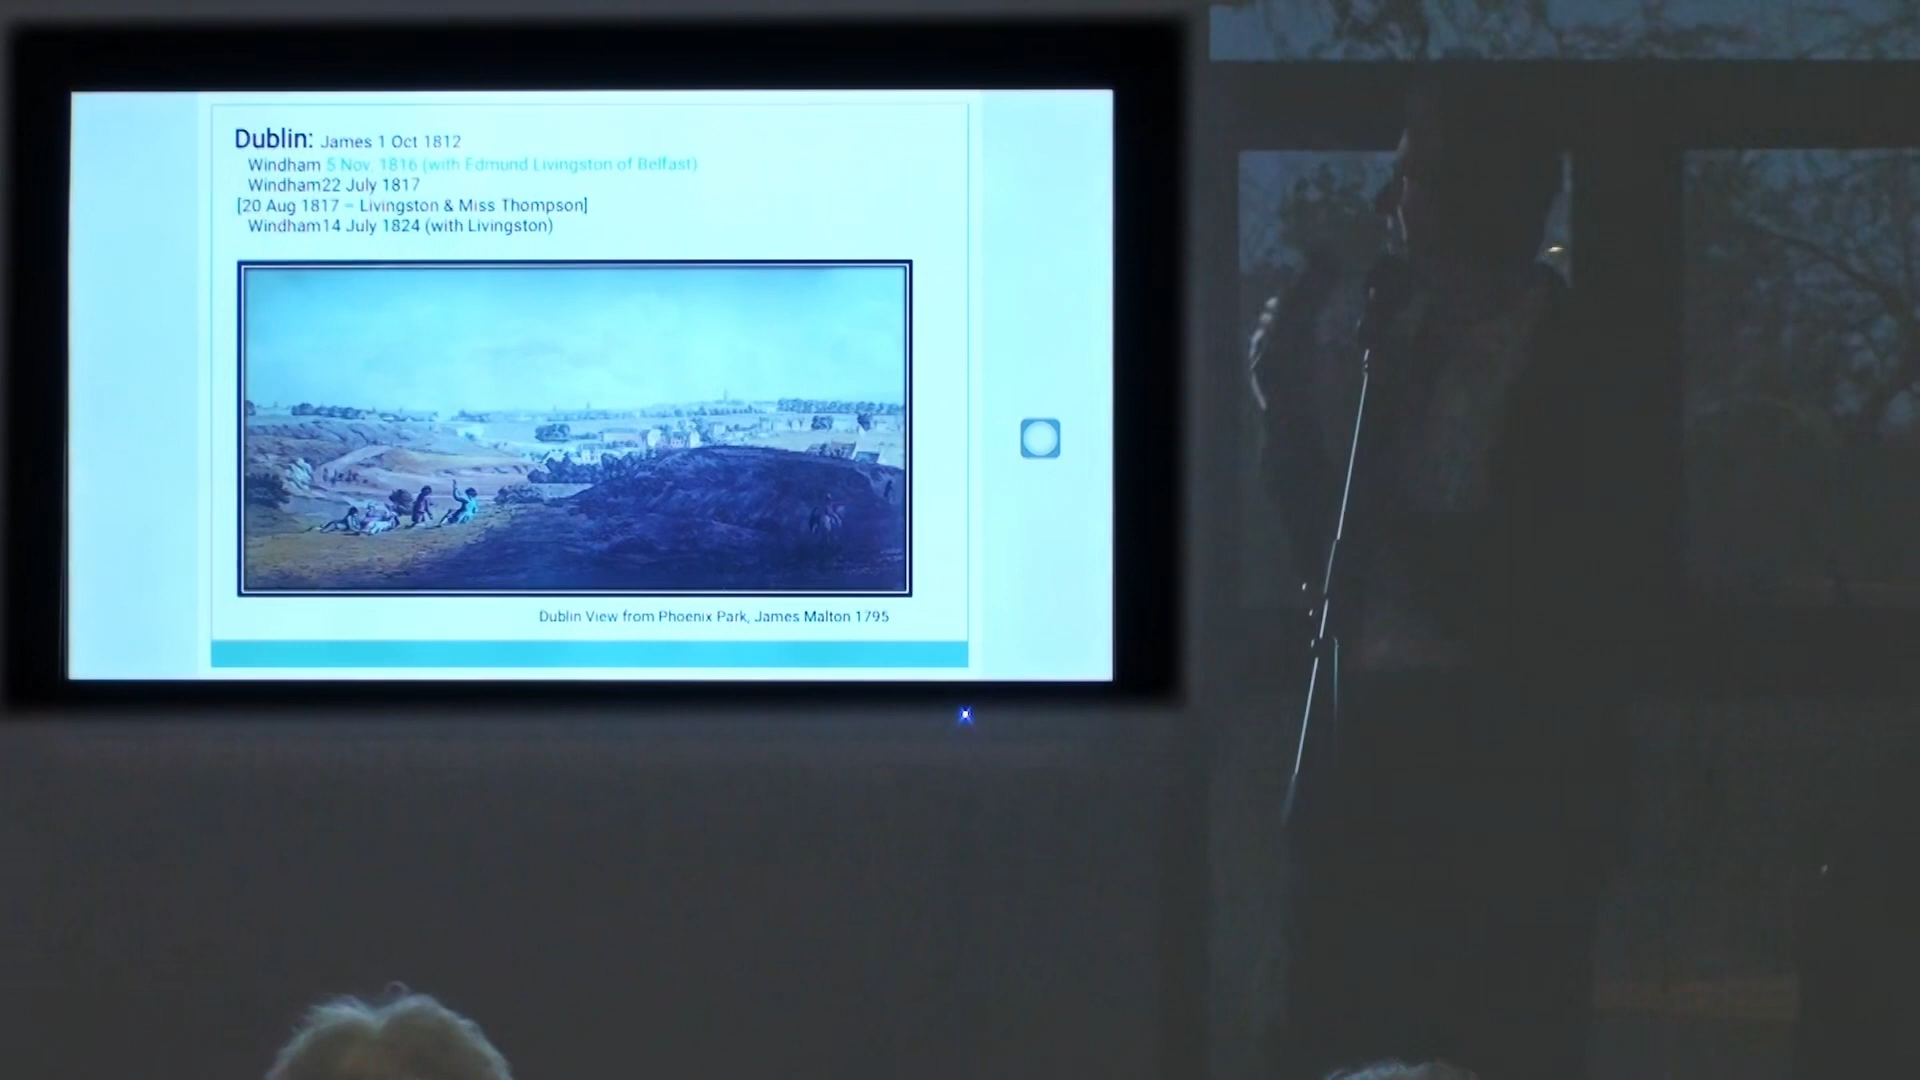 Dublin: James 1 Oct 1812
Windham 5 Nov. 1816 (with Edmund Livingston of Belfast)
Windham22 July 1817
[20 Aug 1817 – Livingston & Miss Thompson]
Windham14 July 1824 (with Livingston)
Dublin View from Phoenix Park, James Malton 1795